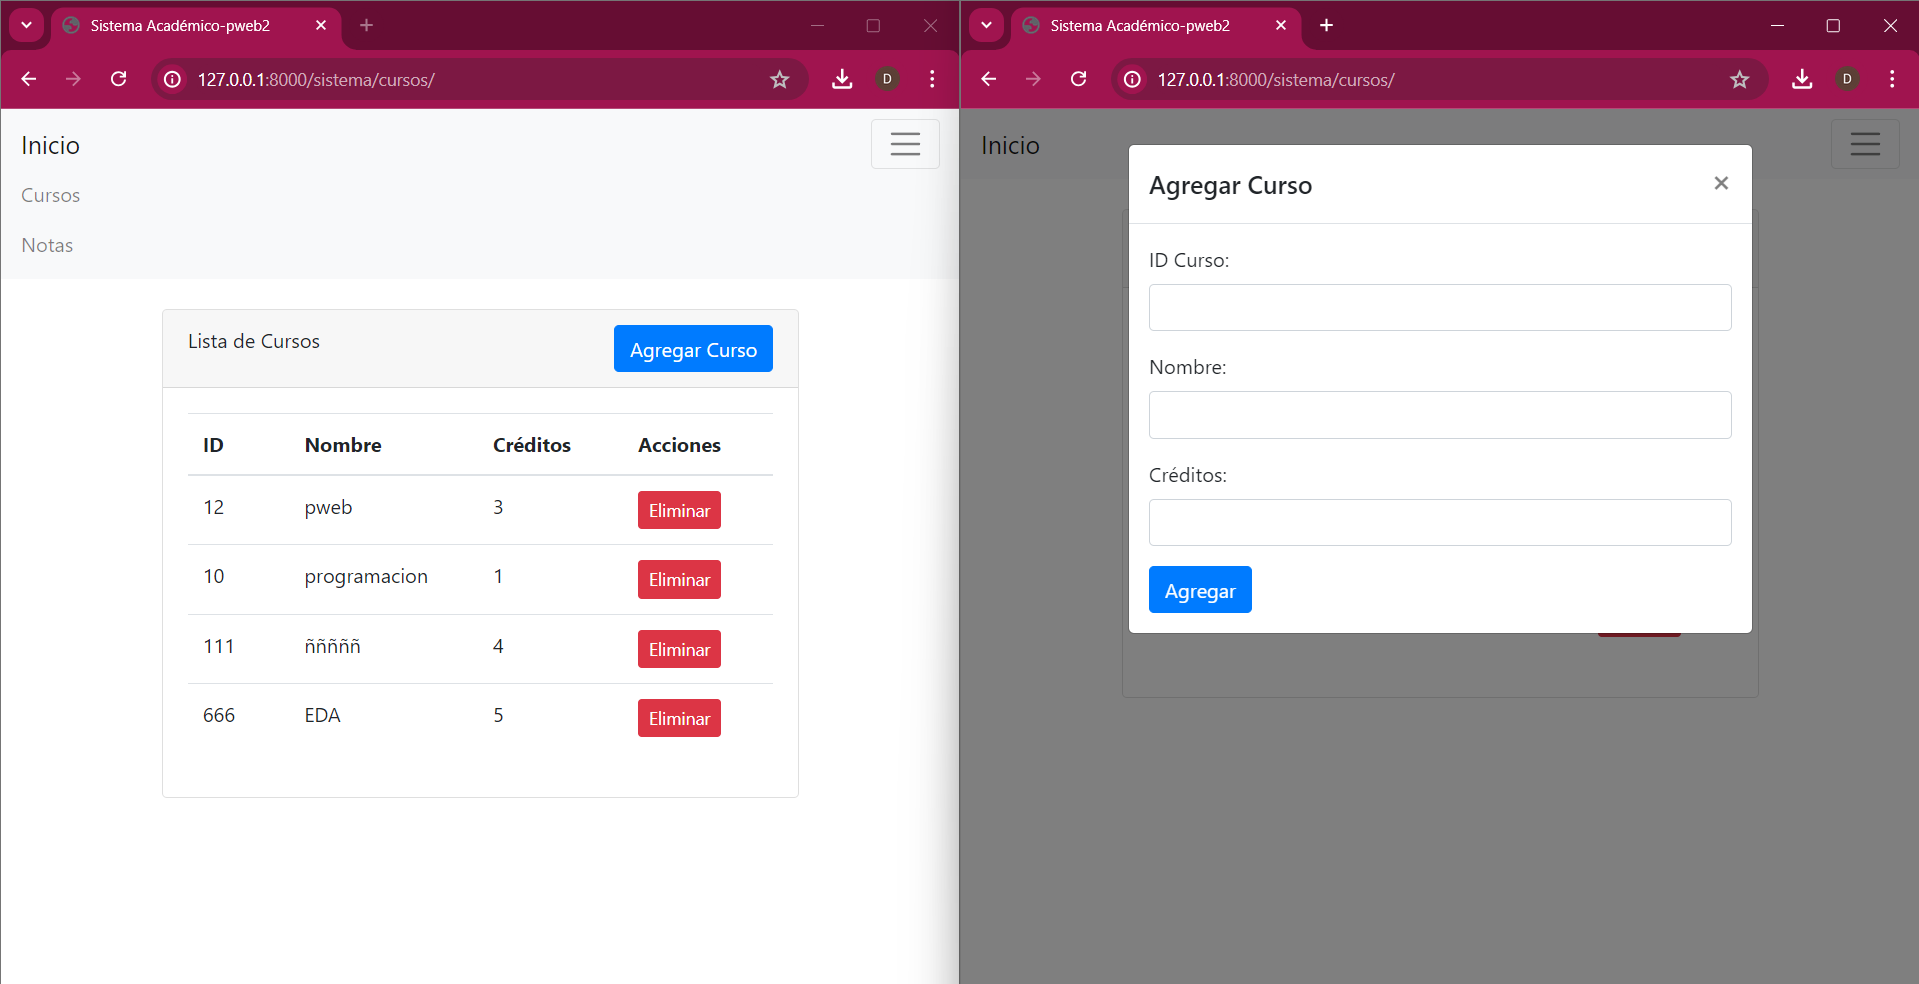 Sistema Académico-pweb2
127.0.0.1:8000/sistema/cursos/
D
Inicio
Cursos
Notas
Lista de Cursos
Agregar Curso
ID Nombre Créditos Acciones
12 pweb 3 Eliminar
10 programacion 1 Eliminar
111 ñññññ 4 Eliminar
666 EDA 5 Eliminar
Sistema Académico-pweb2
127.0.0.1:8000/sistema/cursos/
D
Inicio
Agregar Curso
ID Curso:
Nombre:
Créditos:
Agregar